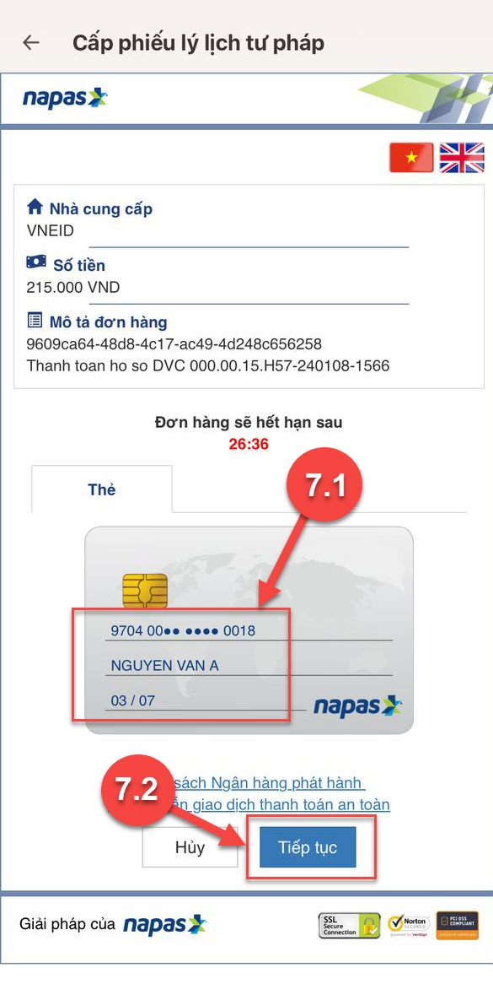 Cấp phiếu lý lịch tư pháp
napas
Nhà cung cấp
VNEID
Số tiền
215.000 VND
Mô tả đơn hàng
9609ca64-48d8-4c17-ac49-4d248c656258
Thanh toan ho so DVC 000.00.15.H57-240108-1566
Đơn hàng sẽ hết hạn sau
26:36
Thẻ
7.1
9704 00●● ●●●● 0018
NGUYEN VAN A
03 / 07
napas
7.2
sách Ngân hàng phát hành
giao dịch thanh toán an toàn
Hủy
Tiếp tục
Giải pháp của napas
SSL
Secure
Connection
Norton
SECURED
powered by VeriSign
PCI DSS
COMPLIANT